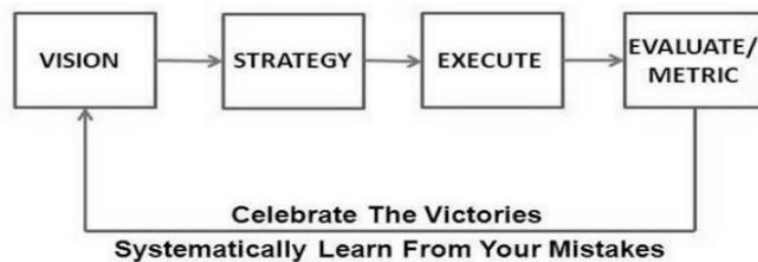 VISION
STRATEGY
EXECUTE
EVALUATE/
METRIC
Celebrate The Victories
Systematically Learn From Your Mistakes